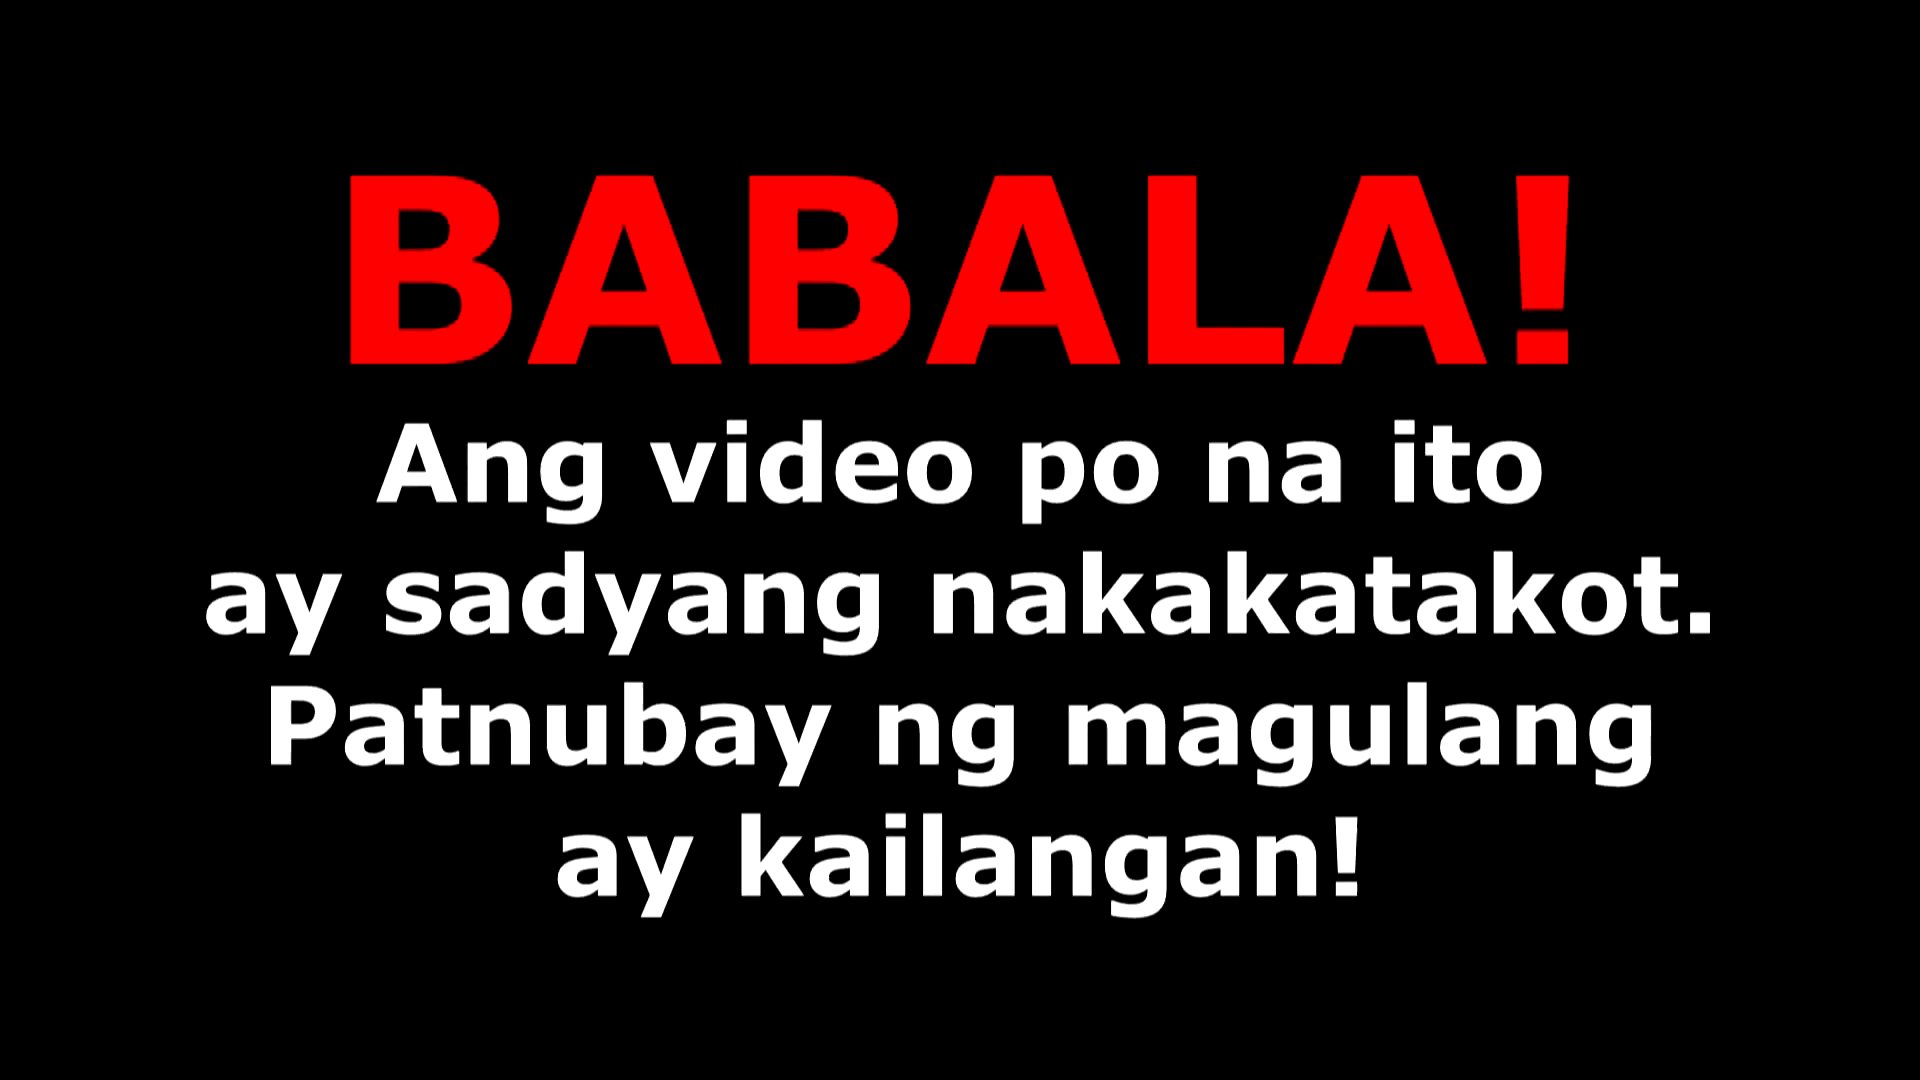 BABALA!
Ang video po na ito
ay sadyang nakakatakot.
Patnubay ng magulang
ay kailangan!